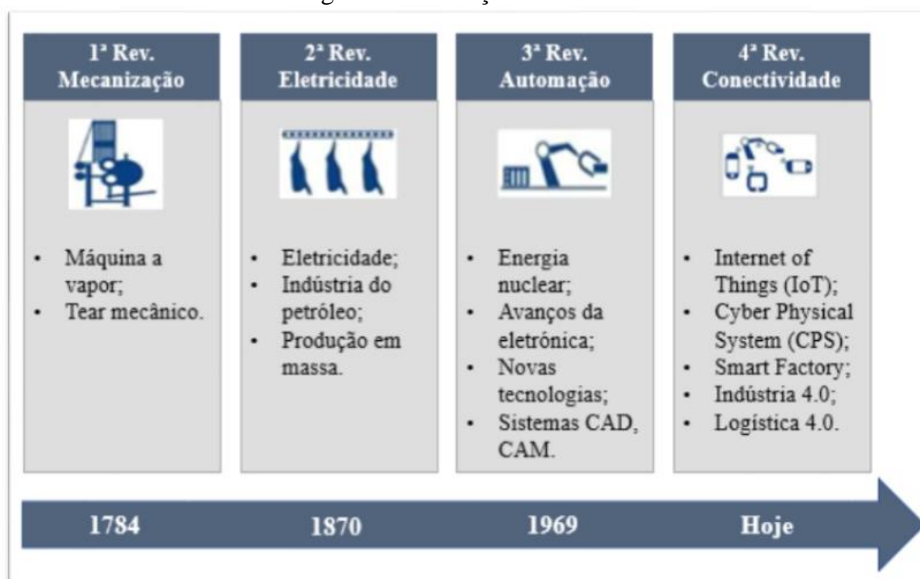 1ª Rev.
Mecanização
• Máquina a
vapor;
• Tear mecânico.
2ª Rev.
Eletricidade
• Eletricidade;
• Indústria do
petróleo;
• Produção em
massa.
3ª Rev.
Automação
• Energia
nuclear;
• Avanços da
eletrónica;
• Novas
tecnologias;
• Sistemas CAD,
CAM.
4ª Rev.
Conectividade
• Internet of
Things (IoT);
• Cyber Physical
System (CPS);
• Smart Factory;
• Indústria 4.0;
• Logística 4.0.
1784
1870
1969
Hoje